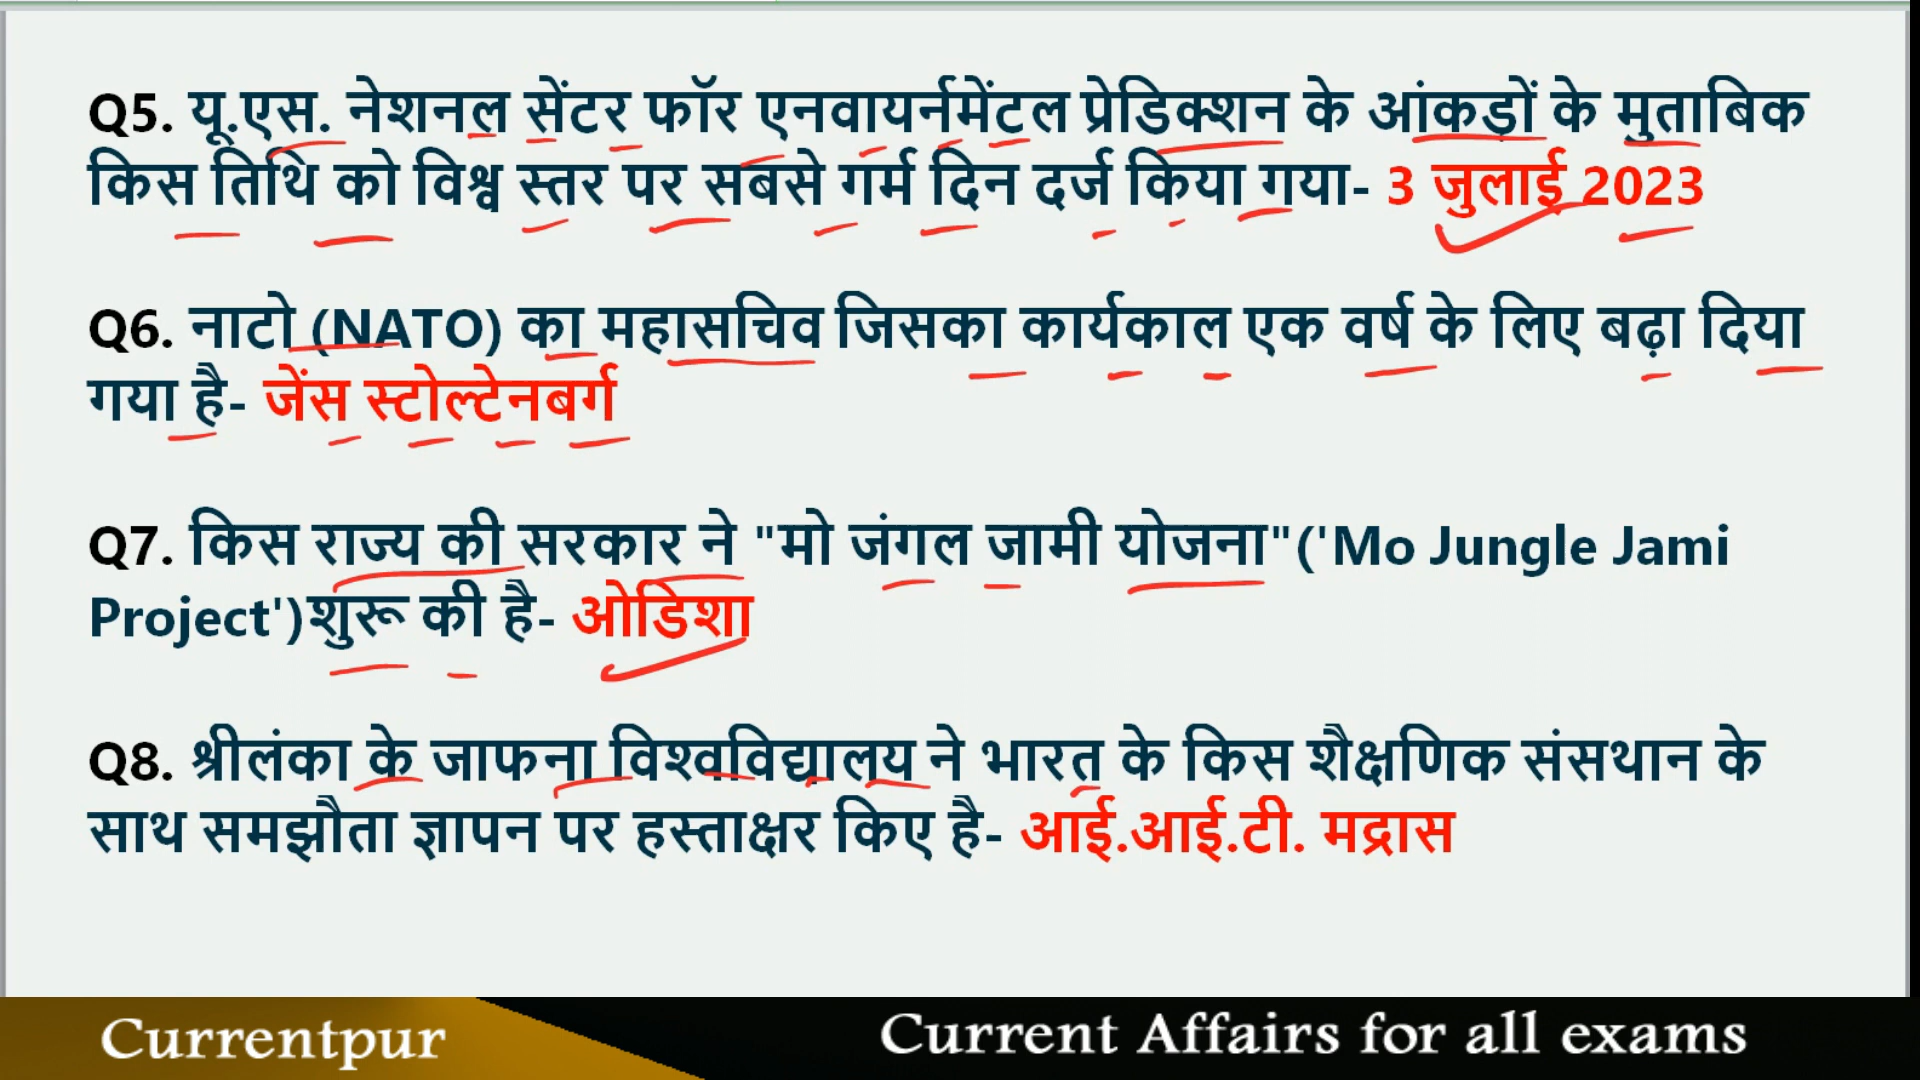 Q5. यू.एस. नेशनल सेंटर फॉर एनवायर्नमेंटल प्रेडिक्शन के आंकड़ों के मुताबिक
किस तिथि को विश्व स्तर पर सबसे गर्म दिन दर्ज किया गया- 3 जुलाई 2023
Q6. नाटो (NATO) का महासचिव जिसका कार्यकाल एक वर्ष के लिए बढ़ा दिया
गया है- जेंस स्टोल्टेनबर्ग
Q7. किस राज्य की सरकार ने "मो जंगल जामी योजना"('Mo Jungle Jami
Project')शुरू की है- ओडिशा
Q8. श्रीलंका के जाफना विश्वविद्यालय ने भारत के किस शैक्षणिक संसथान के
साथ समझौता ज्ञापन पर हस्ताक्षर किए है- आई.आई.टी. मद्रास
Currentpur
Current Affairs for all exams